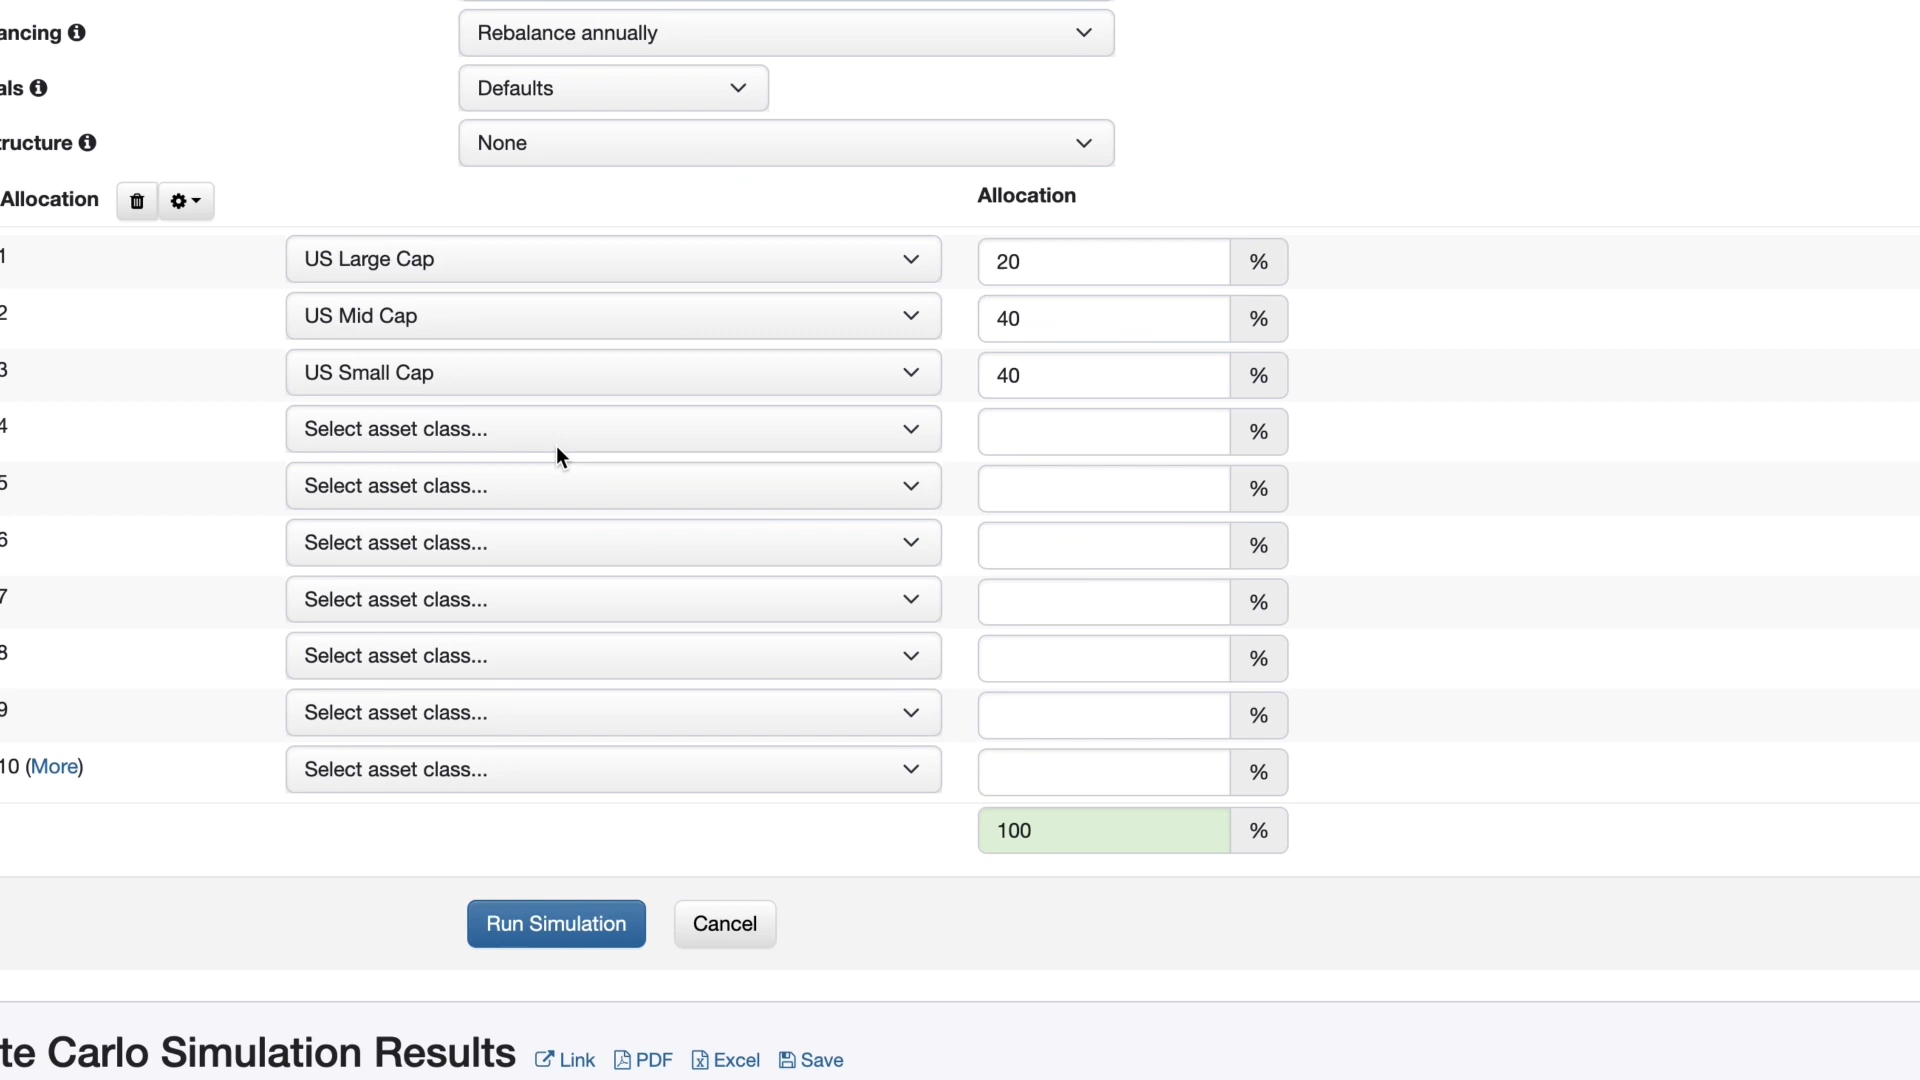 ancing
Rebalance annually
als
Defaults
tructure
None
Allocation
Allocation
1
US Large Cap
20
%
2
US Mid Cap
40
%
3
US Small Cap
40
%
4
Select asset class...
%
5
Select asset class...
%
6
Select asset class...
%
7
Select asset class...
%
8
Select asset class...
%
9
Select asset class...
%
10 (More)
Select asset class...
%
100
%
Run Simulation
Cancel
te Carlo Simulation Results
Link
PDF
Excel
Save